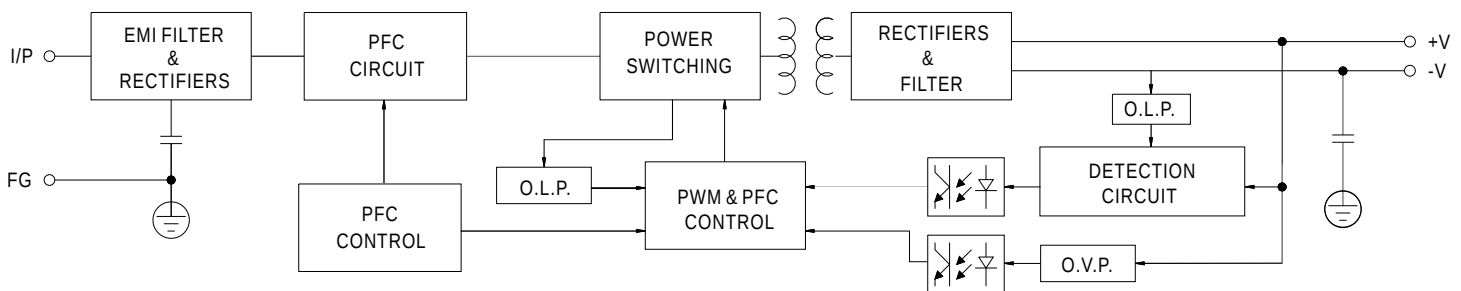 I/P
EMI FILTER
&
RECTIFIERS
PFC
CIRCUIT
POWER
SWITCHING
RECTIFIERS
&
FILTER
+V
-V
O.L.P.
FG
O.L.P.
PFC
CONTROL
PWM & PFC
CONTROL
DETECTION
CIRCUIT
O.V.P.